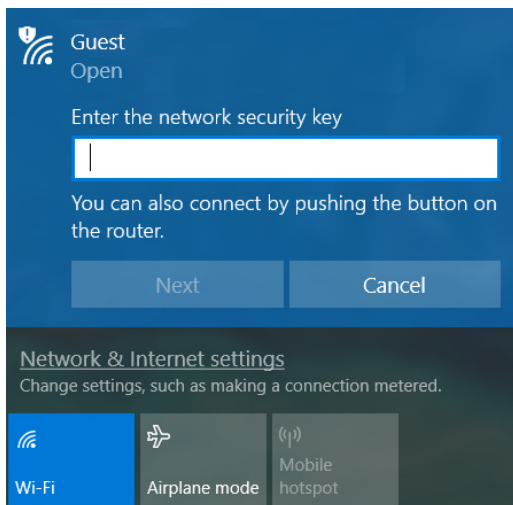 Guest
Open
Enter the network security key
You can also connect by pushing the button on
the router.
Next
Cancel
Network & Internet settings
Change settings, such as making a connection metered.
Wi-Fi
Airplane mode
Mobile
hotspot